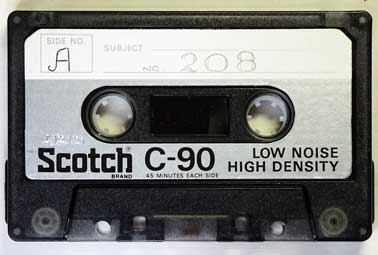 SIDE NO. SUBJECT
A
NO. 208
Scotch® C-90 LOW NOISE
BRAND 45 MINUTES EACH SIDE HIGH DENSITY